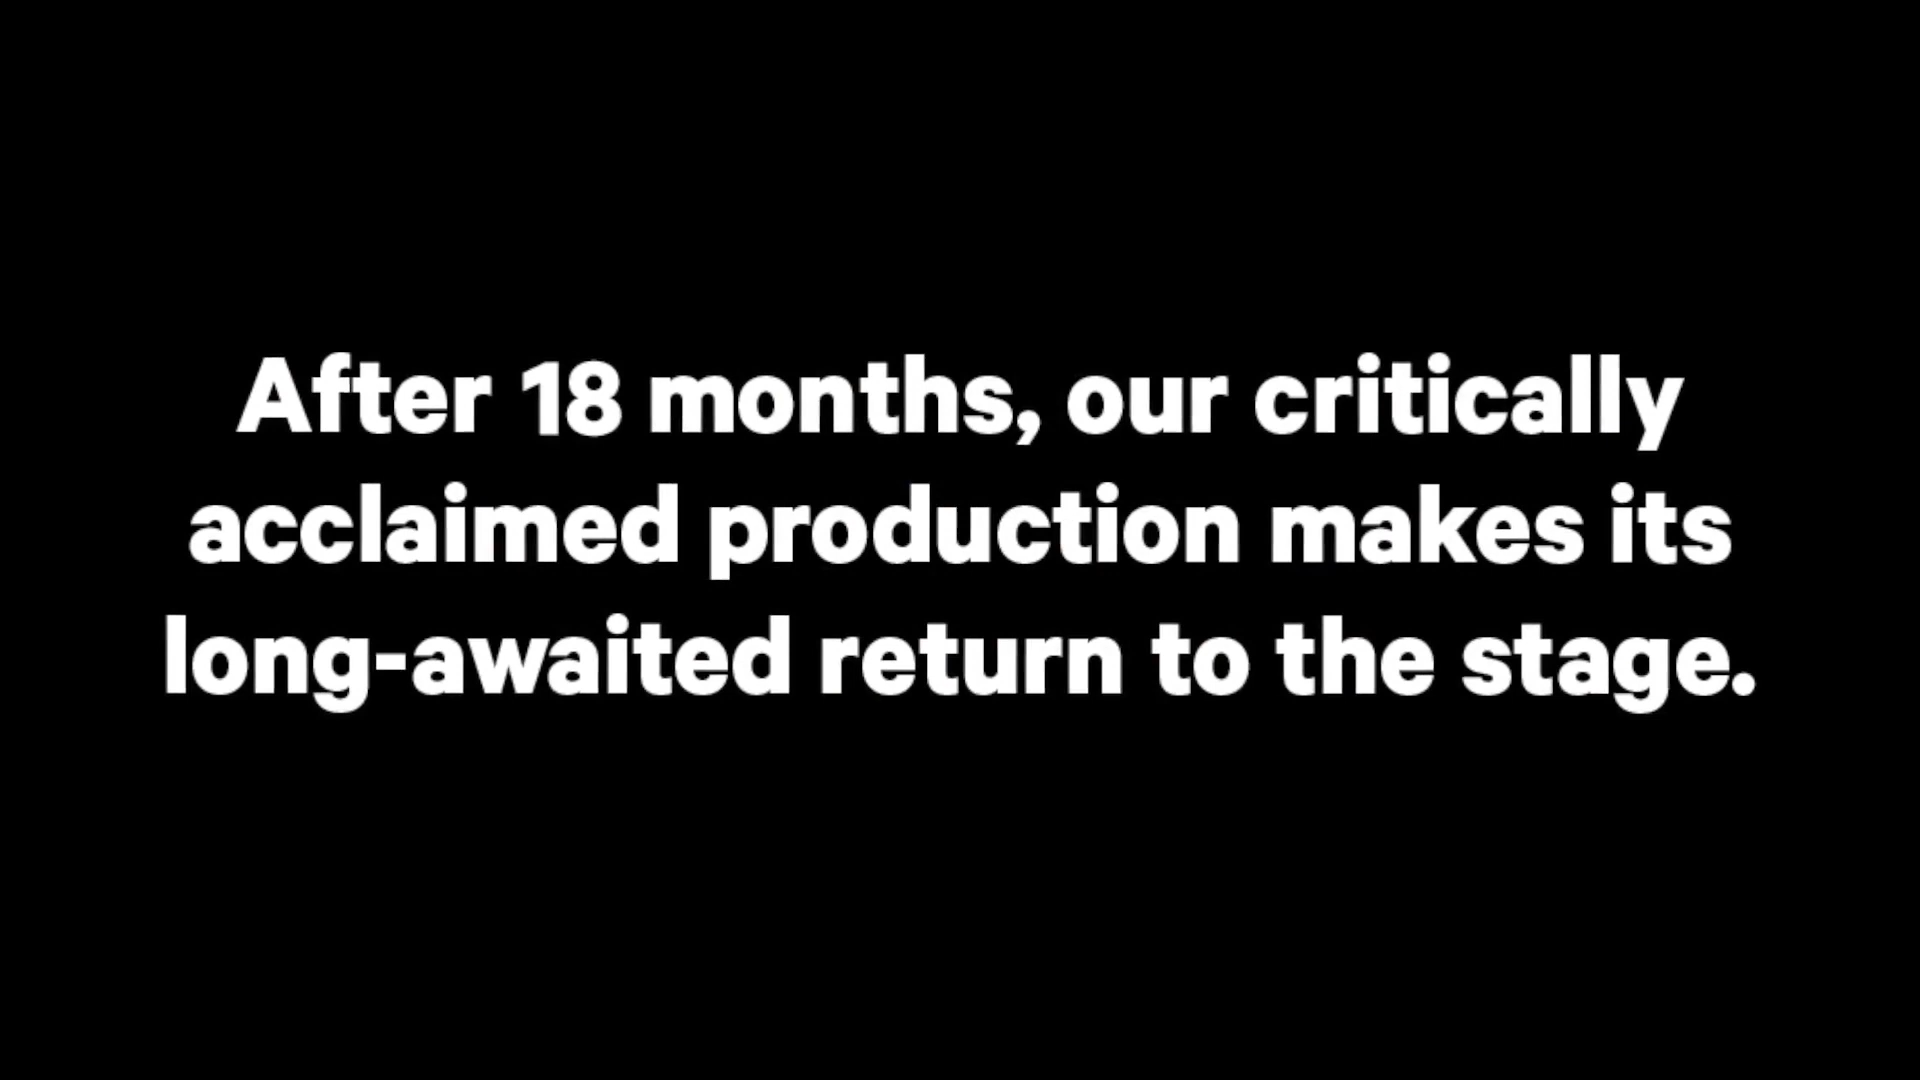 After 18 months, our critically
acclaimed production makes its
long-awaited return to the stage.